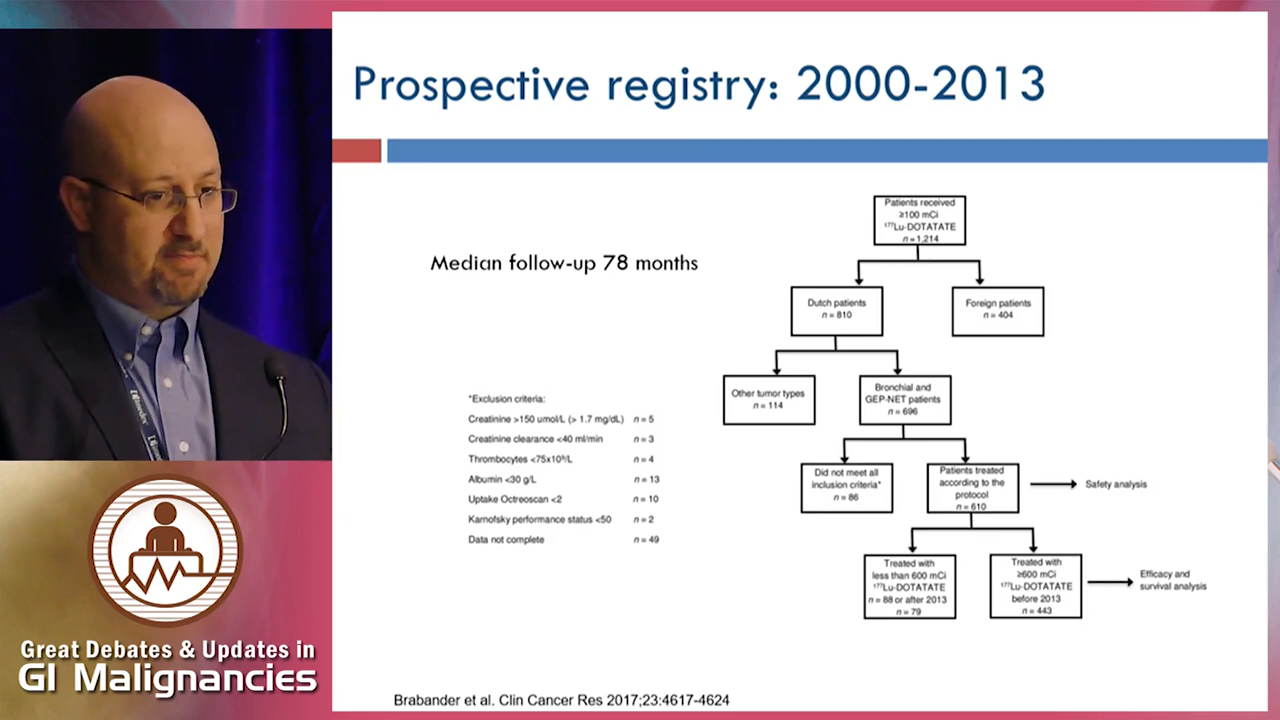 Prospective registry: 2000-2013
Median follow-up 78 months
Patients received
≥100 mCi
¹⁷⁷Lu-DOTATATE
n = 1,214
Dutch patients
n = 810
Foreign patients
n = 404
Other tumor types
n = 114
Bronchial and
GEP-NET patients
n = 696
Did not meet all
inclusion criteria*
n = 86
Patients treated
according to the
protocol
n = 610
Safety analysis
Treated with
less than 600 mCi
¹⁷⁷Lu-DOTATATE
n = 88 or after 2013
n = 79
Treated with
≥600 mCi
¹⁷⁷Lu-DOTATATE
before 2013
n = 443
Efficacy and
survival analysis
*Exclusion criteria:
Creatinine >150 umol/L (> 1.7 mg/dL) n = 5
Creatinine clearance <40 ml/min n = 3
Thrombocytes <75x10⁹/L n = 4
Albumin <30 g/L n = 13
Uptake Octreoscan <2 n = 10
Karnofsky performance status <50 n = 2
Data not complete n = 49
Brabander et al. Clin Cancer Res 2017;23:4617-4624
Great Debates & Updates in
GI Malignancies